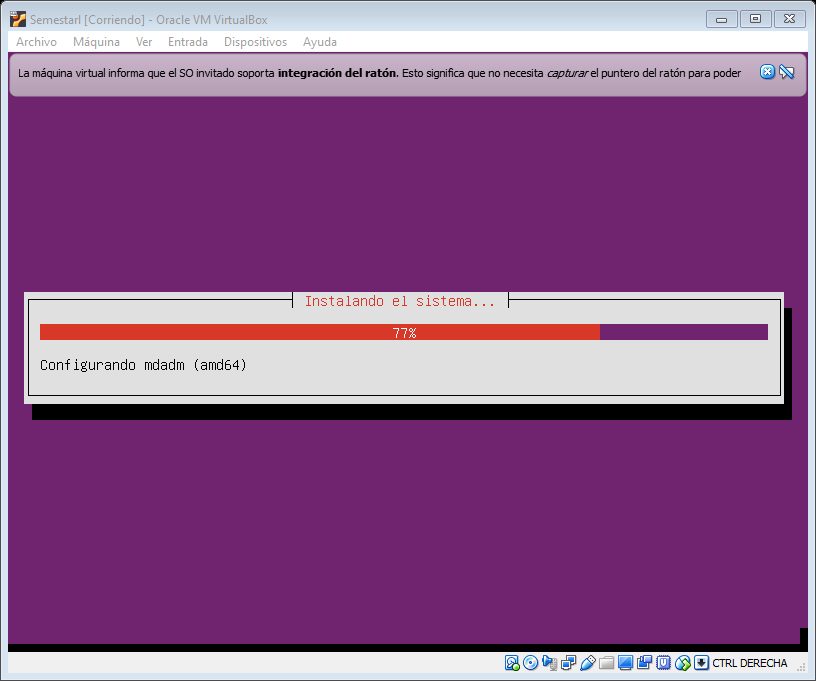 Semestarl [Corriendo] - Oracle VM VirtualBox
Archivo Máquina Ver Entrada Dispositivos Ayuda
La máquina virtual informa que el SO invitado soporta integración del ratón. Esto significa que no necesita capturar el puntero del ratón para poder
Instalando el sistema...
77%
Configurando mdadm (amd64)
CTRL DERECHA